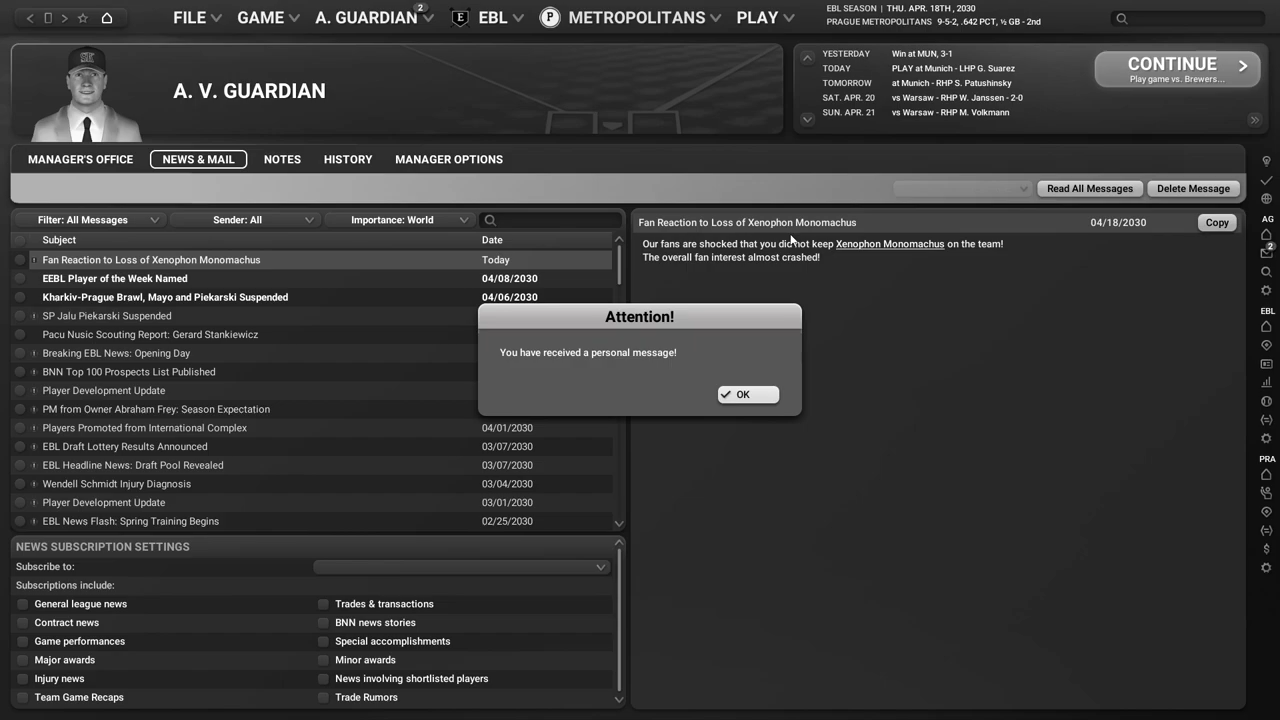 FILE
GAME
A. GUARDIAN
2
EBL
METROPOLITANS
PLAY
EBL SEASON | THU. APR. 18TH , 2030
PRAGUE METROPOLITANS 9-5-2, .642 PCT, ½ GB - 2nd
A. V. GUARDIAN
YESTERDAY Win at MUN, 3-1
TODAY PLAY at Munich - LHP G. Suarez
TOMORROW at Munich - RHP S. Patushinsky
SAT. APR. 20 vs Warsaw - RHP W. Janssen - 2-0
SUN. APR. 21 vs Warsaw - RHP M. Volkmann
CONTINUE
Play game vs. Brewers...
MANAGER'S OFFICE
NEWS & MAIL
NOTES
HISTORY
MANAGER OPTIONS
Read All Messages
Delete Message
Filter: All Messages
Sender: All
Importance: World
Subject Date
Fan Reaction to Loss of Xenophon Monomachus Today
EEBL Player of the Week Named 04/08/2030
Kharkiv-Prague Brawl, Mayo and Piekarski Suspended 04/06/2030
SP Jalu Piekarski Suspended
Pacu Nusic Scouting Report: Gerard Stankiewicz
Breaking EBL News: Opening Day
BNN Top 100 Prospects List Published
Player Development Update
PM from Owner Abraham Frey: Season Expectation
Players Promoted from International Complex 04/01/2030
EBL Draft Lottery Results Announced 03/07/2030
EBL Headline News: Draft Pool Revealed 03/07/2030
Wendell Schmidt Injury Diagnosis 03/04/2030
Player Development Update 03/01/2030
EBL News Flash: Spring Training Begins 02/25/2030
Fan Reaction to Loss of Xenophon Monomachus 04/18/2030
Copy
Our fans are shocked that you did not keep Xenophon Monomachus on the team!
The overall fan interest almost crashed!
Attention!
You have received a personal message!
OK
NEWS SUBSCRIPTION SETTINGS
Subscribe to:
Subscriptions include:
General league news Trades & transactions
Contract news BNN news stories
Game performances Special accomplishments
Major awards Minor awards
Injury news News involving shortlisted players
Team Game Recaps Trade Rumors
AG
2
EBL
PRA